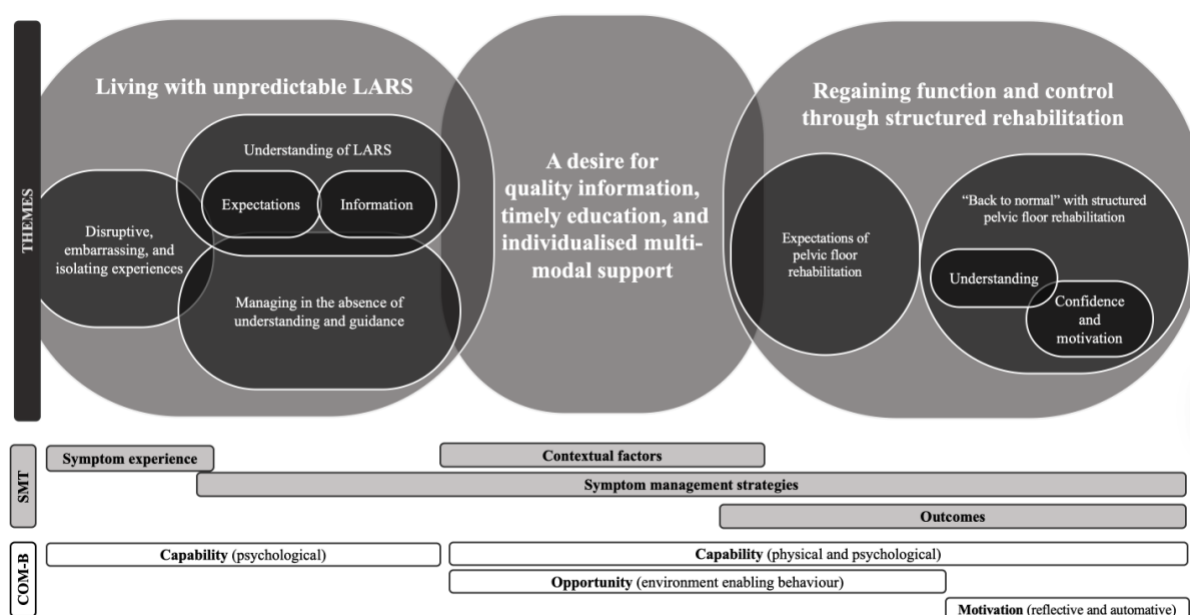 THEMES
Living with unpredictable LARS
Understanding of LARS
Expectations
Information
Disruptive,
embarrassing, and
isolating experiences
Managing in the absence of
understanding and guidance
A desire for
quality information,
timely education, and
individualised multi-
modal support
Regaining function and control
through structured rehabilitation
Expectations of
pelvic floor
rehabilitation
“Back to normal” with structured
pelvic floor rehabilitation
Understanding
Confidence
and
motivation
SMT
Symptom experience
Contextual factors
Symptom management strategies
Outcomes
COM-B
Capability (psychological)
Capability (physical and psychological)
Opportunity (environment enabling behaviour)
Motivation (reflective and automative)